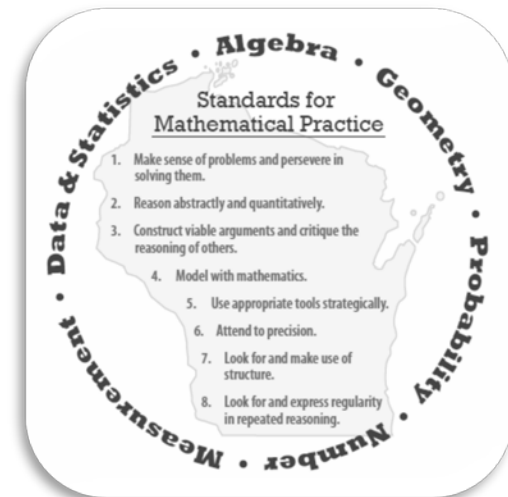 Algebra • Geometry • Probability • Number • Measurement • Data & Statistics •
Standards for
Mathematical Practice
1. Make sense of problems and persevere in
solving them.
2. Reason abstractly and quantitatively.
3. Construct viable arguments and critique the
reasoning of others.
4. Model with mathematics.
5. Use appropriate tools strategically.
6. Attend to precision.
7. Look for and make use of
structure.
8. Look for and express regularity
in repeated reasoning.